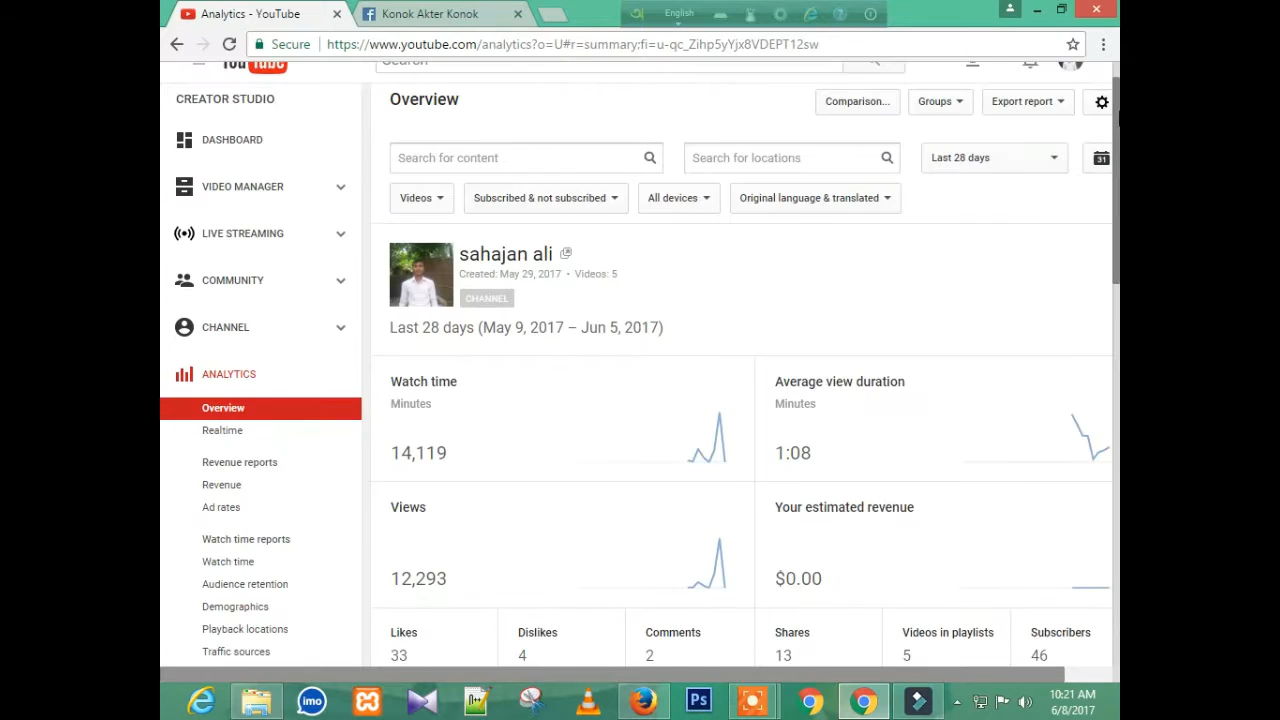 Analytics - YouTube
Konok Akter Konok
English
Secure
https://www.youtube.com/analytics?o=U#r=summary;fi=u-qc_Zihp5yYjx8VDEPT12sw
YouTube
Search
CREATOR STUDIO
DASHBOARD
VIDEO MANAGER
LIVE STREAMING
COMMUNITY
CHANNEL
ANALYTICS
Overview
Realtime
Revenue reports
Revenue
Ad rates
Watch time reports
Watch time
Audience retention
Demographics
Playback locations
Traffic sources
Overview
Comparison...
Groups
Export report
Search for content
Search for locations
Last 28 days
31
Videos
Subscribed & not subscribed
All devices
Original language & translated
sahajan ali
Created: May 29, 2017 • Videos: 5
CHANNEL
Last 28 days (May 9, 2017 – Jun 5, 2017)
Watch time
Minutes
14,119
Average view duration
Minutes
1:08
Views
12,293
Your estimated revenue
$0.00
Likes
33
Dislikes
4
Comments
2
Shares
13
Videos in playlists
5
Subscribers
46
imo
Ps
10:21 AM
6/8/2017